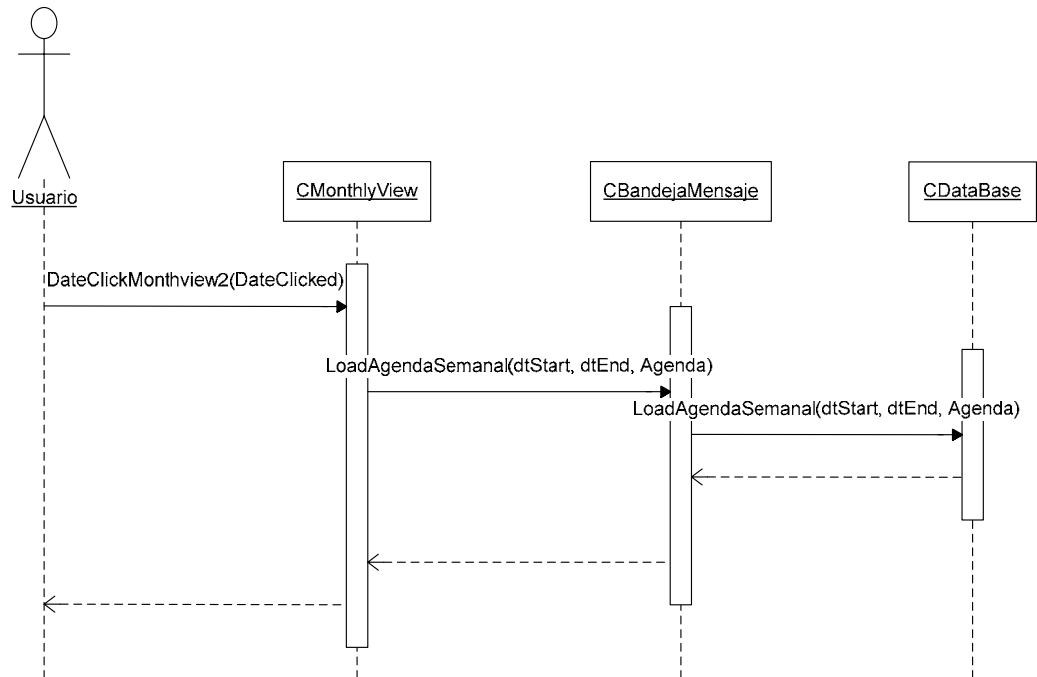 Usuario
CMonthlyView
CBandejaMensaje
CDataBase
DateClickMonthview2(DateClicked)
LoadAgendaSemanal(dtStart, dtEnd, Agenda)
LoadAgendaSemanal(dtStart, dtEnd, Agenda)